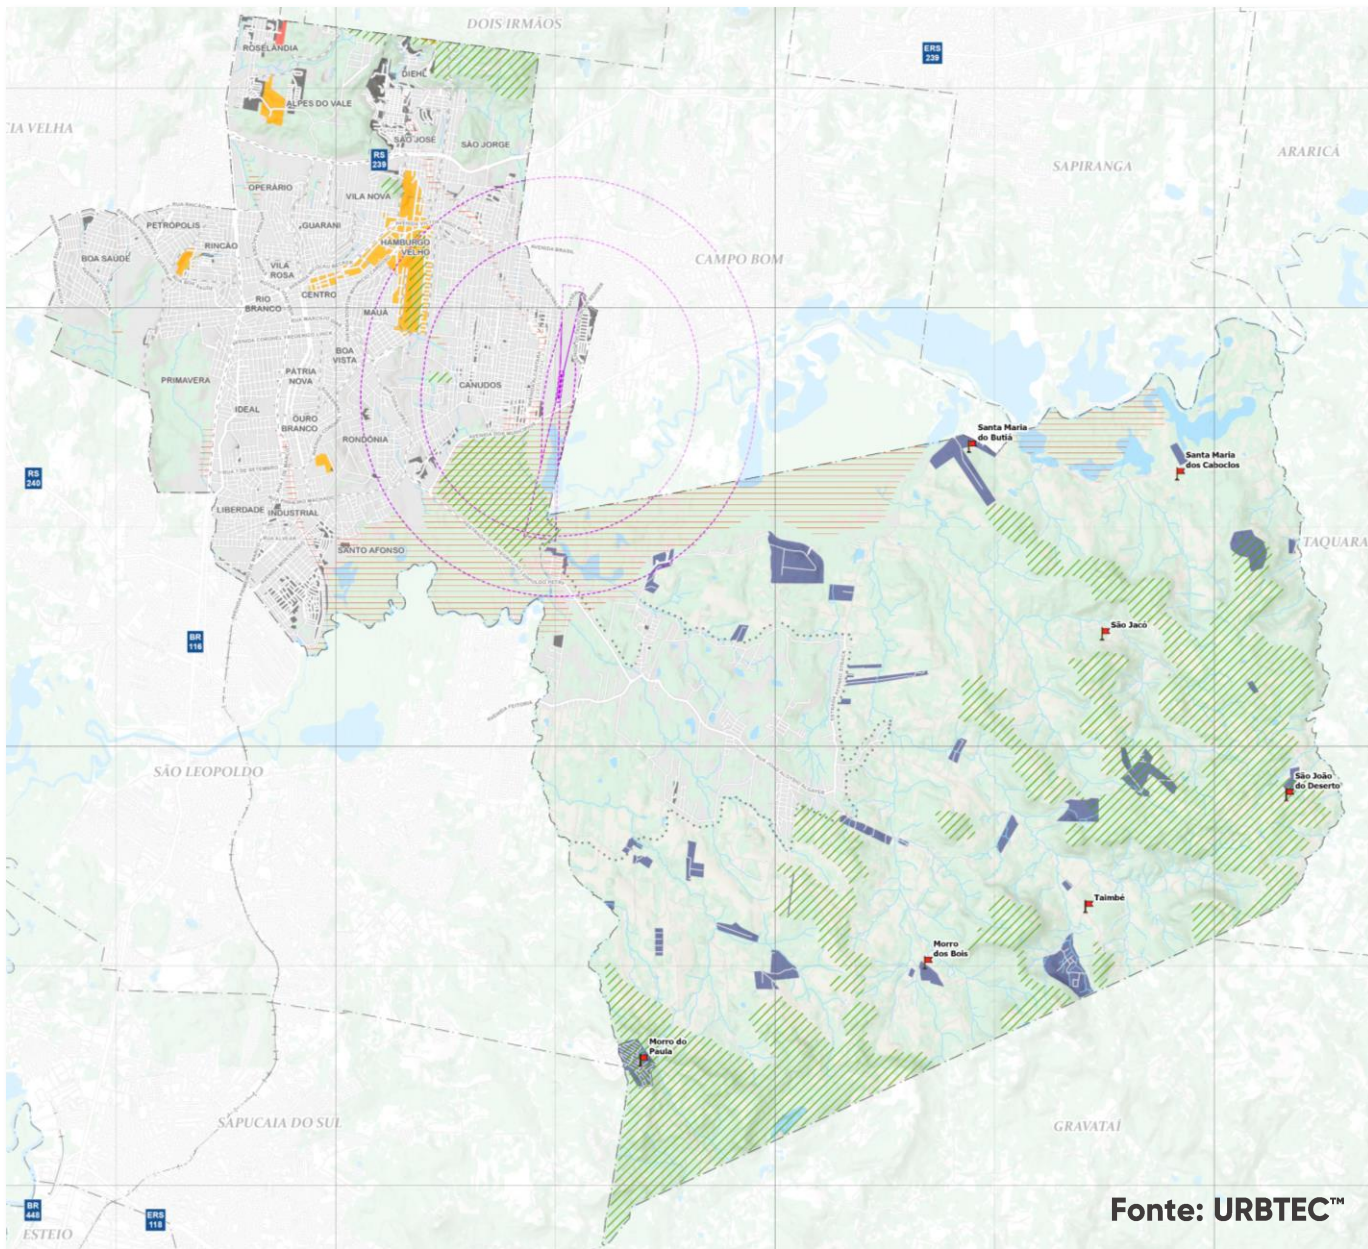 DOIS IRMÃOS
ROSELÂNDIA
ERS
239
DIEHL
ALPES DO VALE
CIA VELHA
SÃO JOSÉ
SÃO JORGE
RS
239
ARARICÁ
SAPIRANGA
OPERÁRIO
VILA NOVA
PETRÓPOLIS
GUARANI
HAMBURGO
VELHO
RINCÃO
BOA SAÚDE
CAMPO BOM
VILA
ROSA
CENTRO
RIO
BRANCO
MAUÁ
BOA
VISTA
PRIMAVERA
PÁTRIA
NOVA
CANUDOS
IDEAL
OURO
BRANCO
RONDÔNIA
Santa Maria
do Butiá
Santa Maria
dos Caboclos
RS
240
LIBERDADE
INDUSTRIAL
SANTO AFONSO
TAQUARA
São Jacó
BR
116
SÃO LEOPOLDO
São João
do Deserto
Taimbé
Morro
dos Bois
Morro do
Paula
SAPUCAIA DO SUL
GRAVATAÍ
BR
448
ERS
118
ESTEIO
Fonte: URBTEC™